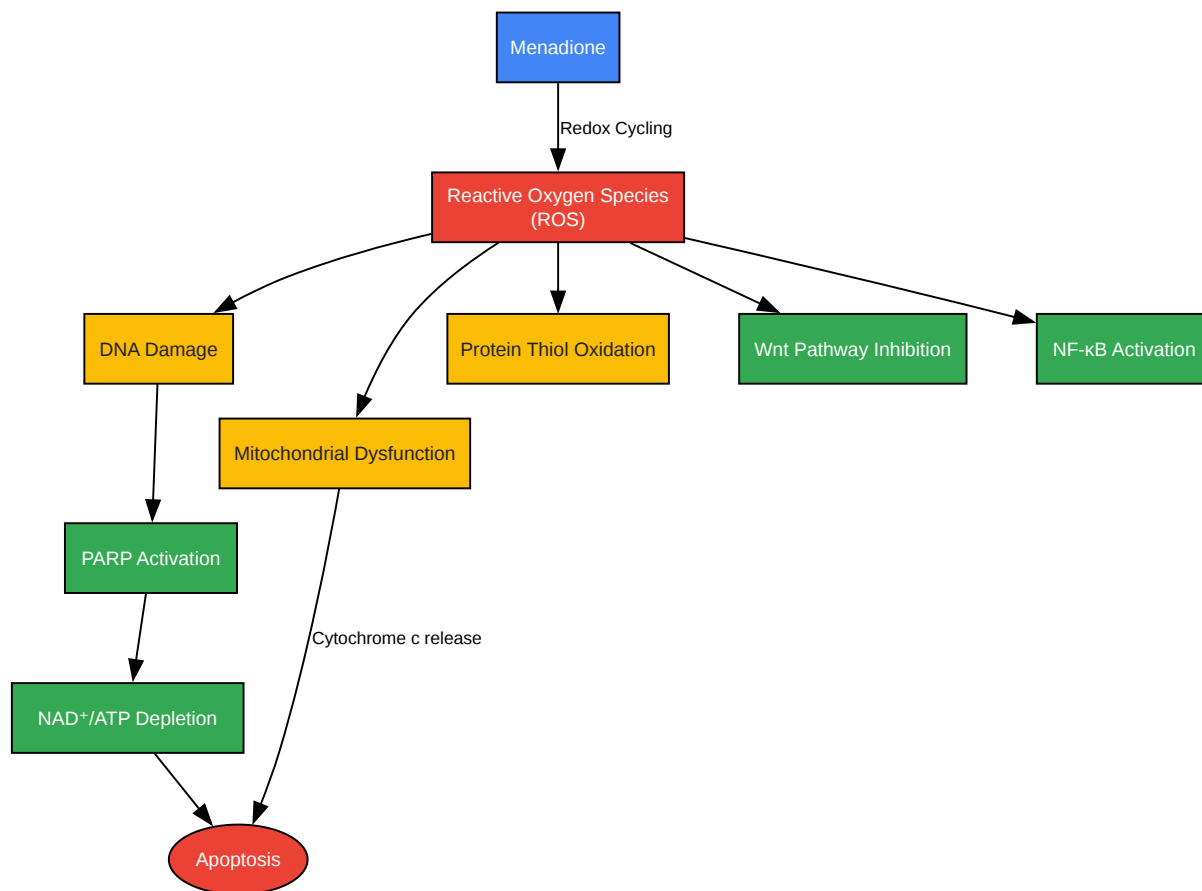 Menadione
Redox Cycling
Reactive Oxygen Species
(ROS)
DNA Damage
Protein Thiol Oxidation
Wnt Pathway Inhibition
NF-κB Activation
Mitochondrial Dysfunction
PARP Activation
Cytochrome c release
NAD⁺/ATP Depletion
Apoptosis